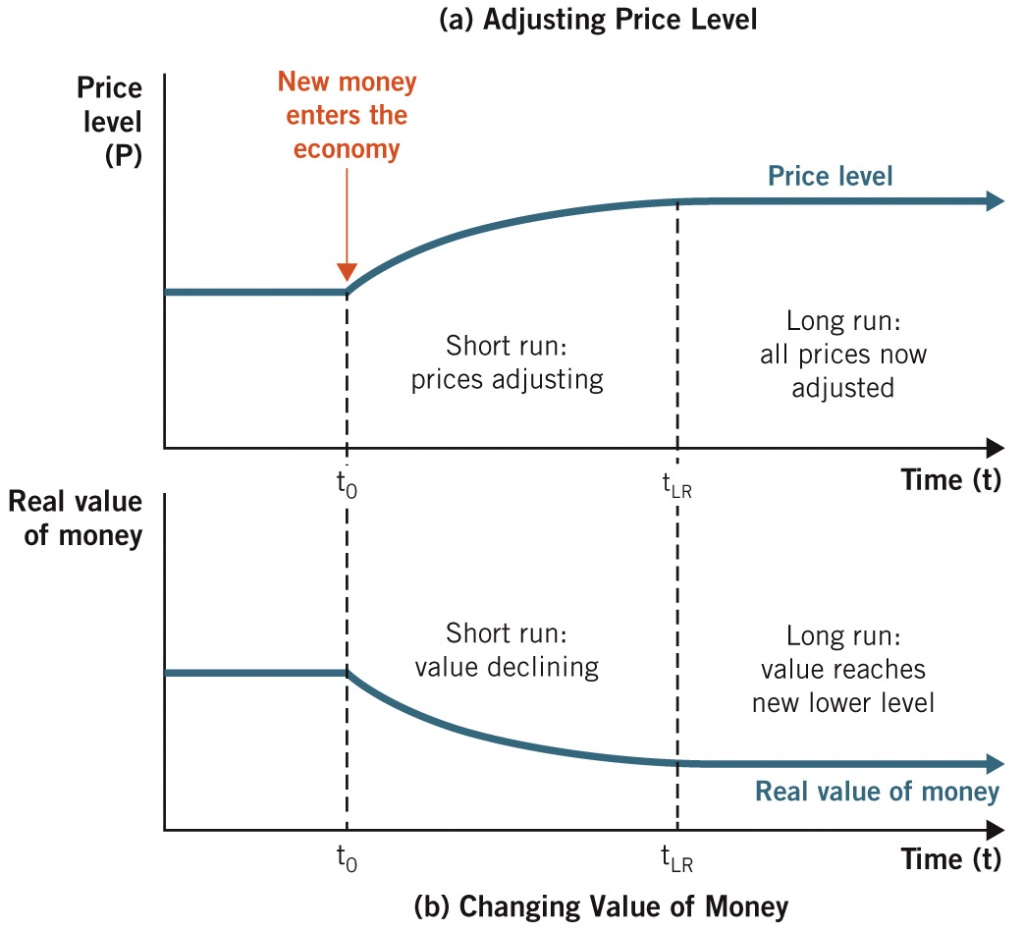 (a) Adjusting Price Level
Price
level
(P)
New money
enters the
economy
Price level
Short run:
prices adjusting
Long run:
all prices now
adjusted
t0
tLR
Time (t)
Real value
of money
Short run:
value declining
Long run:
value reaches
new lower level
Real value of money
t0
tLR
Time (t)
(b) Changing Value of Money